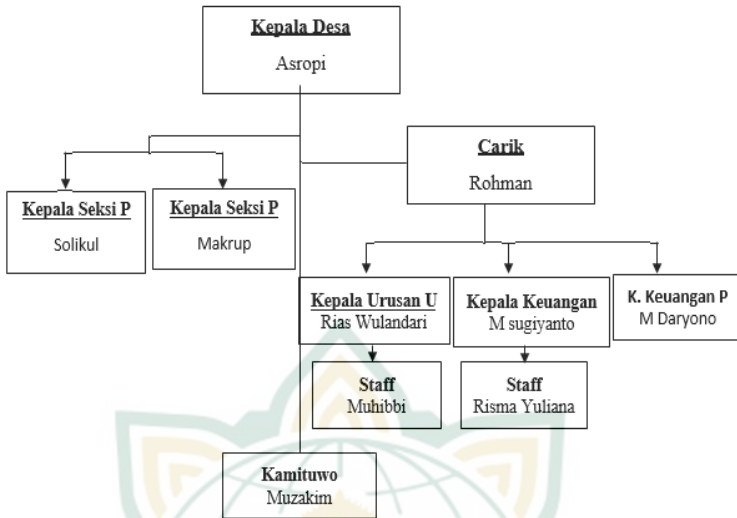 Kepala Desa
Asropi
Carik
Rohman
Kepala Seksi P
Solikul
Kepala Seksi P
Makrup
Kepala Urusan U
Rias Wulandari
Kepala Keuangan
M sugiyanto
K. Keuangan P
M Daryono
Staff
Muhibbi
Staff
Risma Yuliana
Kamituwo
Muzakim